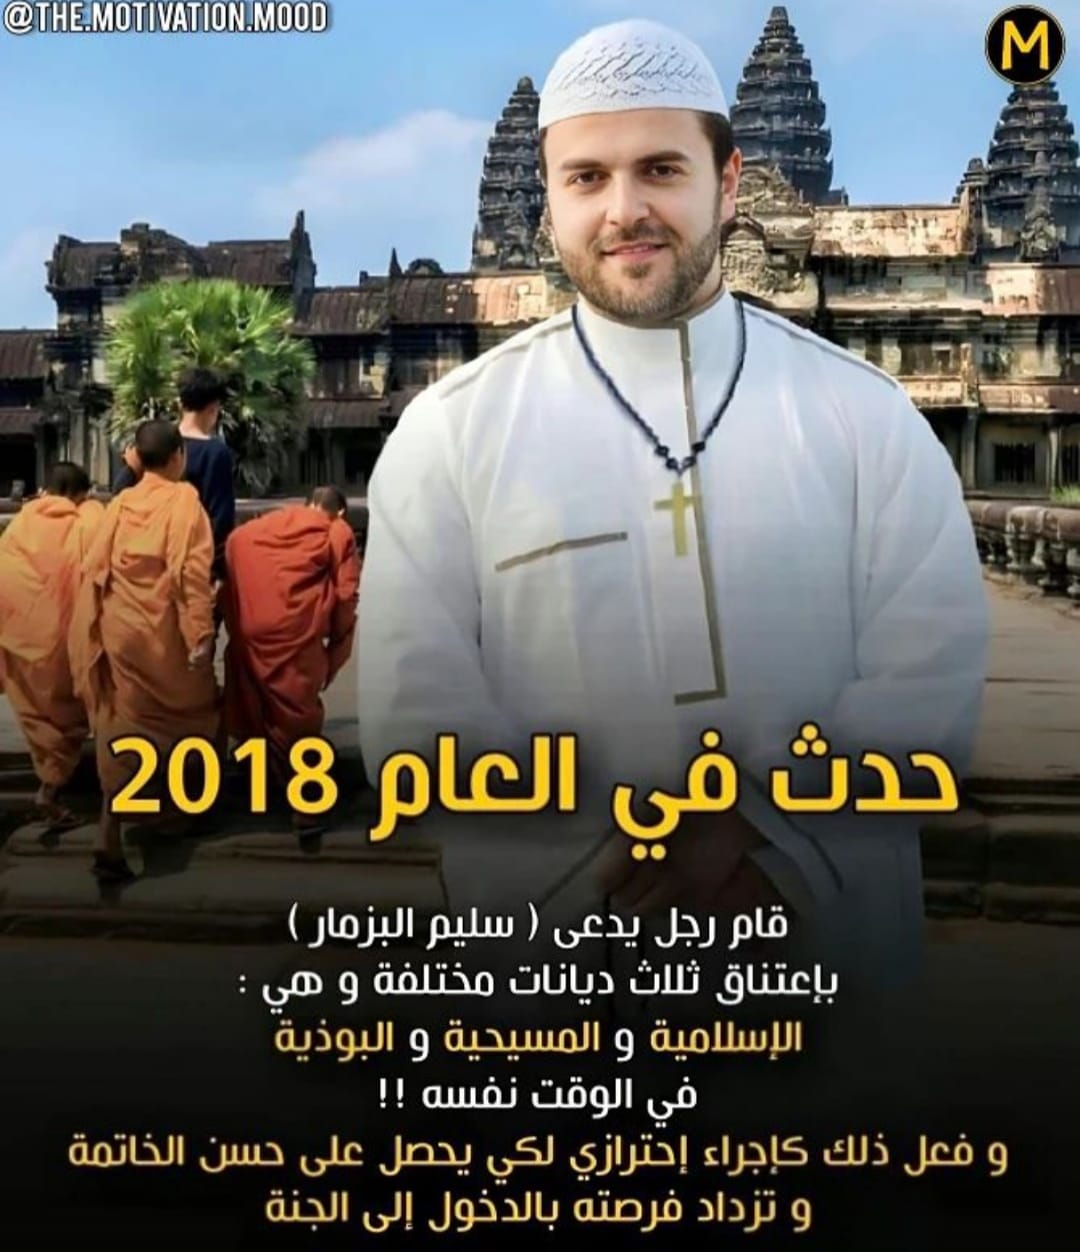 @THE.MOTIVATION.MOOD
M
حدث في العام 2018
قام رجل يدعى ( سليم البزمار )
بإعتناق ثلاث ديانات مختلفة و هي :
الإسلامية و المسيحية و البوذية
في الوقت نفسه !!
و فعل ذلك كإجراء إحترازي لكي يحصل على حسن الخاتمة
و تزداد فرصته بالدخول إلى الجنة